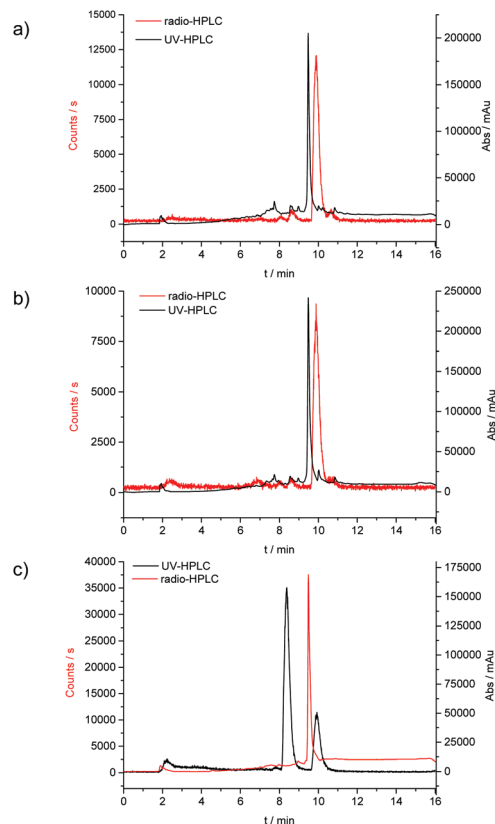 a)
radio-HPLC
UV-HPLC
15000
12500
10000
7500
5000
2500
0
Counts / s
200000
150000
100000
50000
0
Abs / mAu
0 2 4 6 8 10 12 14 16
t / min
b)
radio-HPLC
UV-HPLC
10000
7500
5000
2500
0
Counts / s
250000
200000
150000
100000
50000
0
Abs / mAu
0 2 4 6 8 10 12 14 16
t / min
c)
UV-HPLC
radio-HPLC
40000
35000
30000
25000
20000
15000
10000
5000
0
Counts / s
175000
150000
125000
100000
75000
50000
25000
0
Abs / mAu
0 2 4 6 8 10 12 14 16
t / min